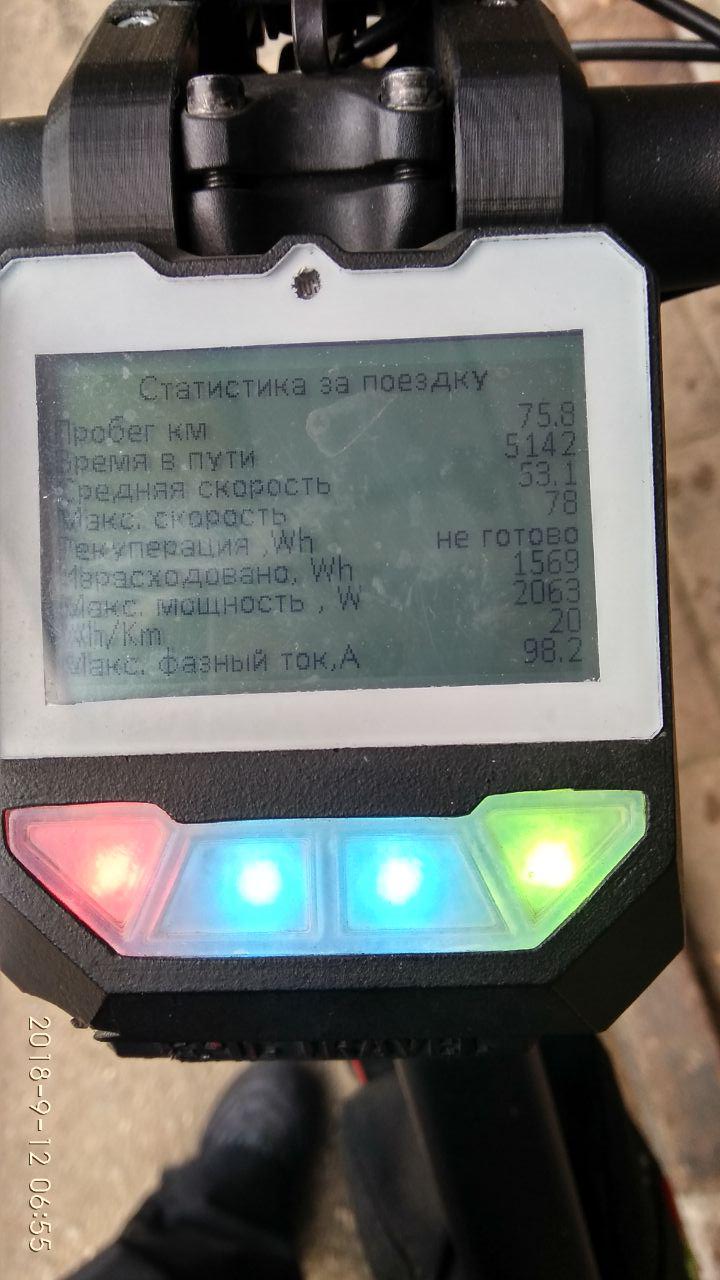 Статистика за поездку
Пробег км 75.8
Время в пути 5142
Средняя скорость 53.1
Макс. скорость 78
Рекуперация ,Wh не готово
Израсходовано, Wh 1569
Макс. мощность , W 2063
Wh/Km 20
Макс. фазный ток,А 98.2
2018-9-12 06:55